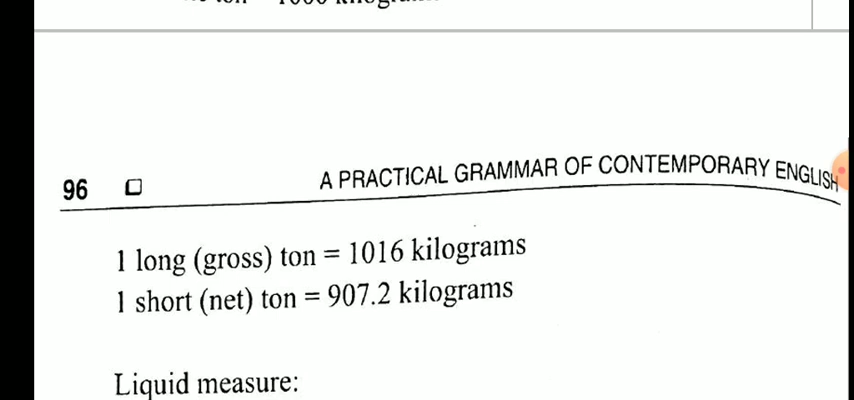 1000
96 A PRACTICAL GRAMMAR OF CONTEMPORARY ENGLISH
1 long (gross) ton = 1016 kilograms
1 short (net) ton = 907.2 kilograms
Liquid measure: